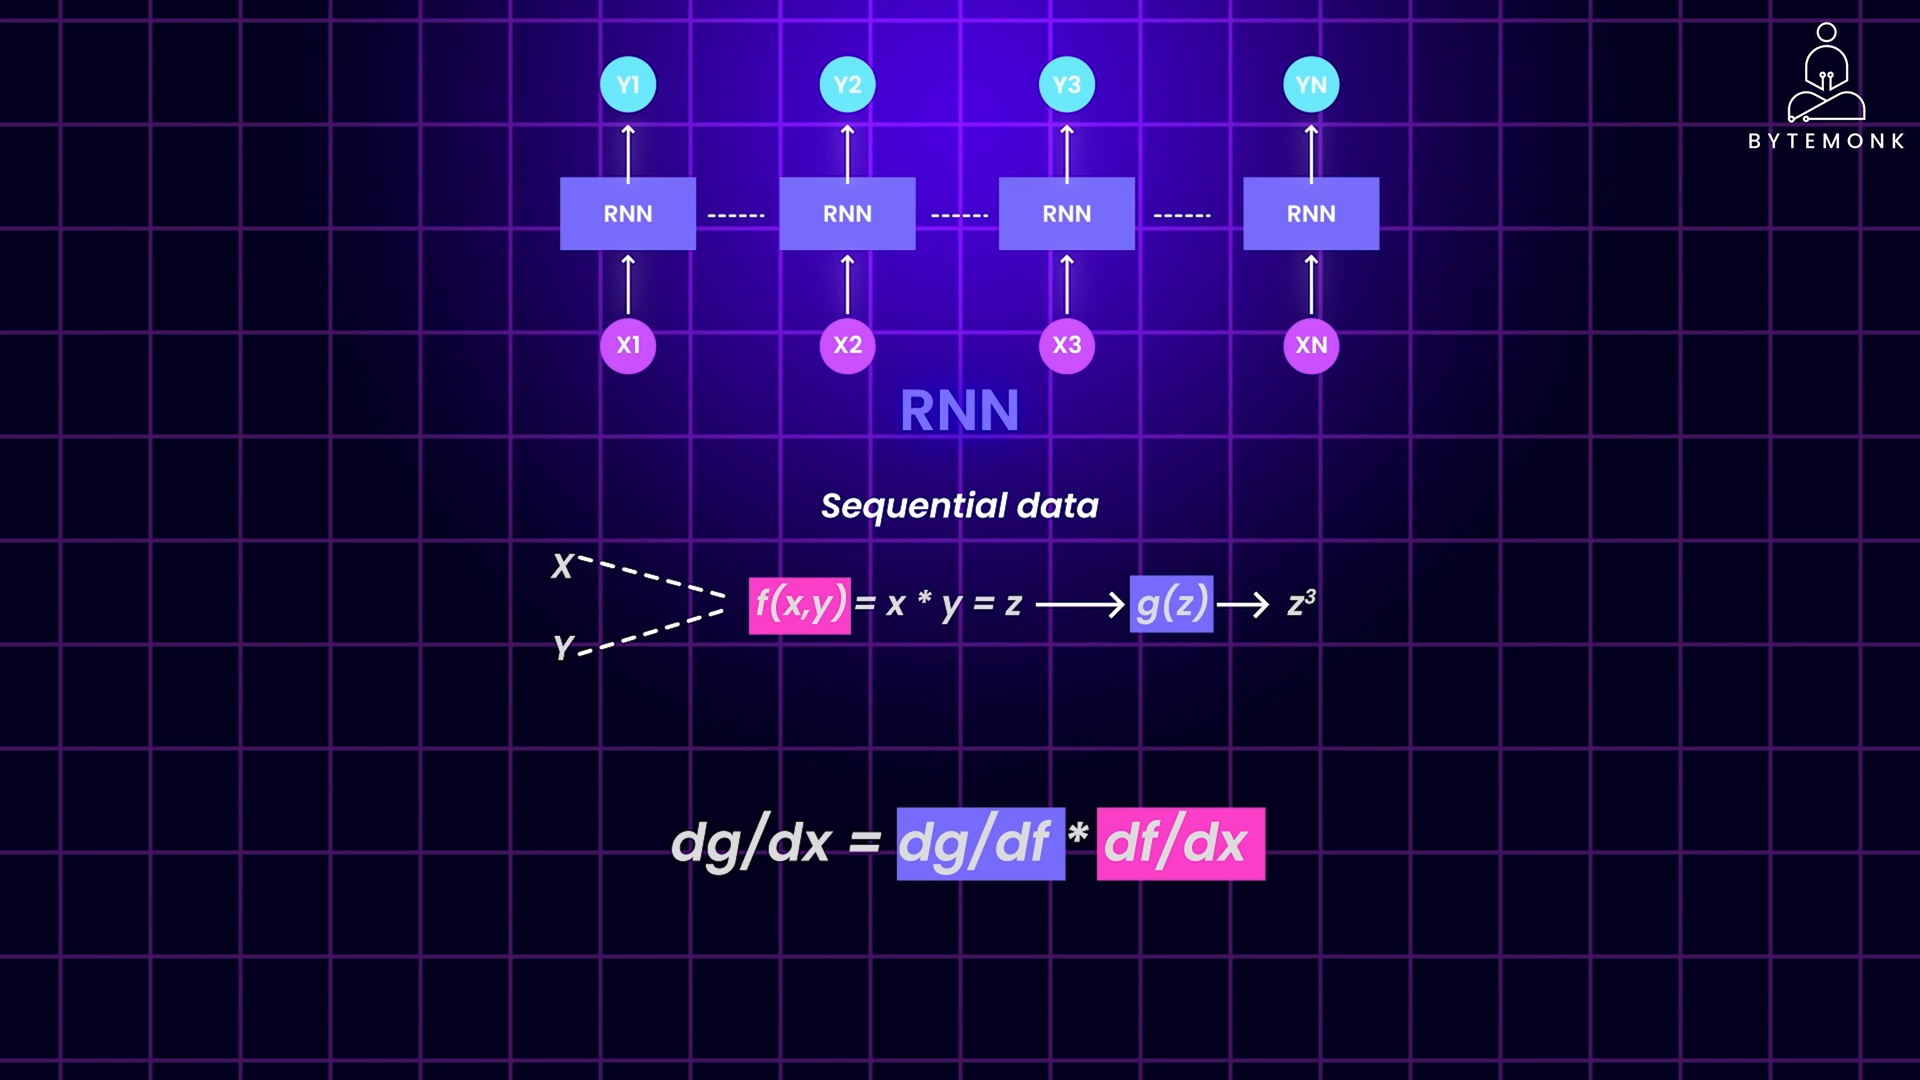 Y1 Y2 Y3 YN
BYTEMONK
RNN RNN RNN RNN
X1 X2 X3 XN
RNN
Sequential data
X
f(x,y) = x * y = z g(z) z³
Y
dg/dx = dg/df * df/dx